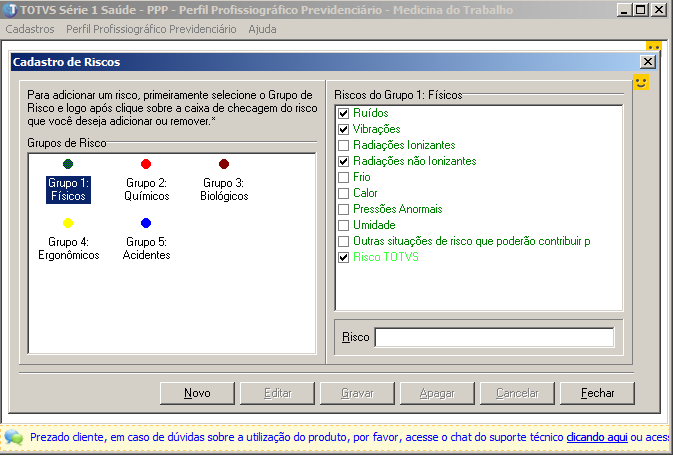 TOTVS Série 1 Saúde - PPP - Perfil Profissiográfico Previdenciário - Medicina do Trabalho
Cadastros Perfil Profissiográfico Previdenciário Ajuda
Cadastro de Riscos
Para adicionar um risco, primeiramente selecione o Grupo de
Risco e logo após clique sobre a caixa de checagem do risco
que você deseja adicionar ou remover.*
Grupos de Risco
Grupo 1:
Físicos
Grupo 2:
Químicos
Grupo 3:
Biológicos
Grupo 4:
Ergonômicos
Grupo 5:
Acidentes
Riscos do Grupo 1: Físicos
Ruídos
Vibrações
Radiações Ionizantes
Radiações não Ionizantes
Frio
Calor
Pressões Anormais
Umidade
Outras situações de risco que poderão contribuir p
Risco TOTVS
Risco
Novo Editar Gravar Apagar Cancelar Fechar
Prezado cliente, em caso de dúvidas sobre a utilização do produto, por favor, acesse o chat do suporte técnico clicando aqui ou aces